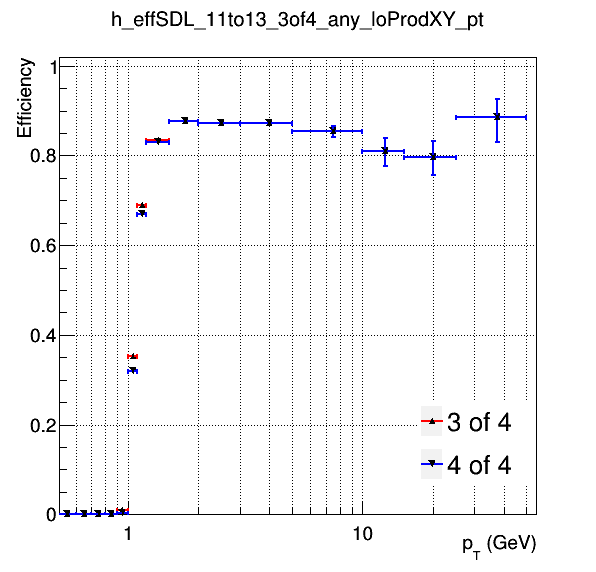 h_effSDL_11to13_3of4_any_loProdXY_pt
Efficiency
1
0.8
0.6
0.4
0.2
0
3 of 4
4 of 4
1
10
p_T (GeV)